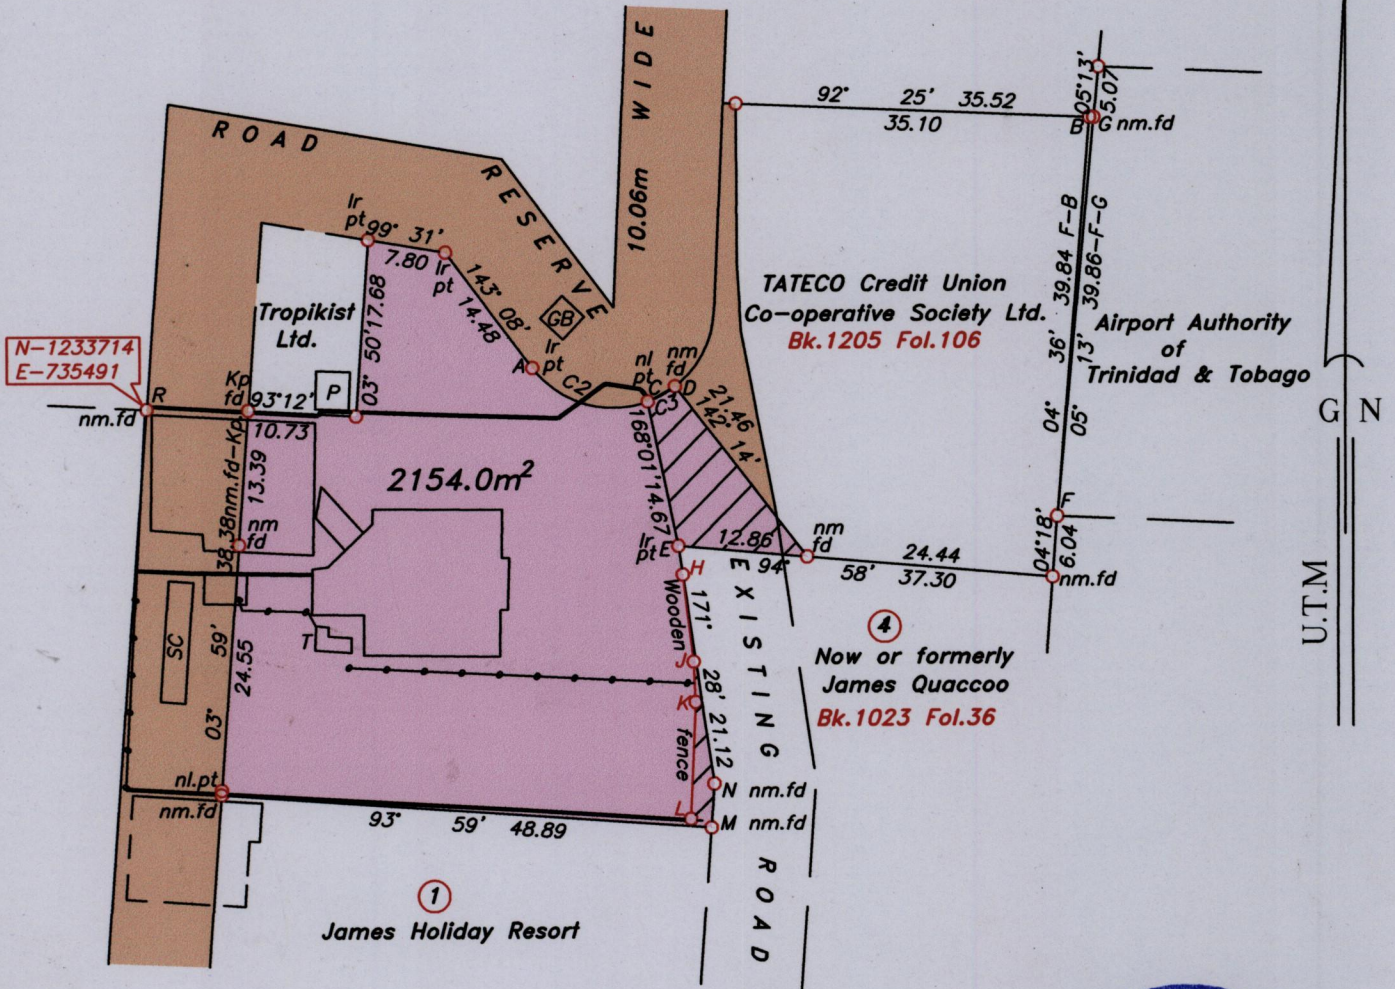 ROAD
RESERVE
10.06m WIDE
92° 25' 35.52
35.10
05°13'
5.07
B
G nm.fd
Ir
pt
99° 31'
7.80
Ir
pt
143° 08'
14.48
GB
Ir
pt
A
C2
nl
pt
C
nm
fd
D
C3
TATECO Credit Union
Co-operative Society Ltd.
Bk.1205 Fol.106
39.84 F-B
39.86-F-G
04° 36'
05° 13'
Airport Authority
of
Trinidad & Tobago
G N
U.T.M
Tropikist
Ltd.
P
03° 50' 17.68
N-1233714
E-735491
R
nm.fd
Kp
fd
93°12'
10.73
38.38nm.fd-Kp
13.39
nm
fd
2154.0m²
168°01' 14.67
21.46
142° 14'
Ir
pt
E
12.86
nm
fd
94° 58' 37.30
24.44
F
04°18'
6.04
nm.fd
H
171° 28' 21.12
Wooden
J
K
fence
L
N nm.fd
M nm.fd
EXISTING
ROAD
4
Now or formerly
James Quaccoo
Bk.1023 Fol.36
SC
T
03° 59'
24.55
nl.pt
nm.fd
93° 59' 48.89
1
James Holiday Resort